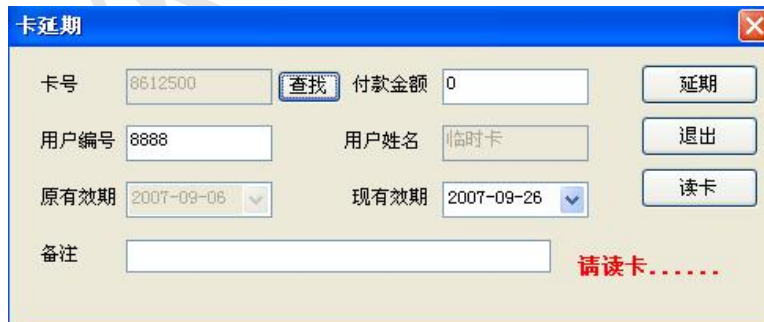 卡延期
卡号 8612500 查找 付款金额 0 延期
用户编号 8888 用户姓名 临时卡 退出
原有效期 2007-09-06 现有效期 2007-09-26 读卡
备注 请读卡......